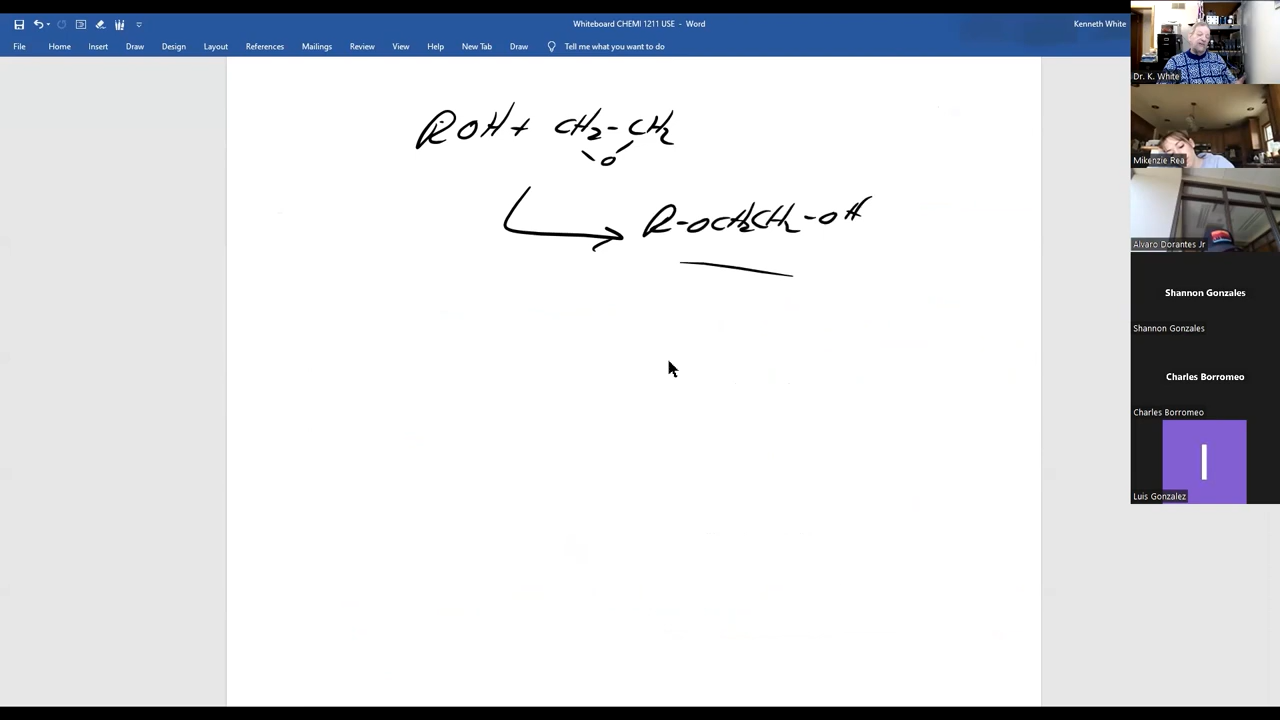 Whiteboard CHEMI 1211 USE - Word
Kenneth White
File Home Insert Draw Design Layout References Mailings Review View Help New Tab Draw Tell me what you want to do
ROH + CH2-CH2
\ O /
R-OCH2CH2-OH
Dr. K. White
Mikenzie Rea
Alvaro Dorantes Jr
Shannon Gonzales
Shannon Gonzales
Charles Borromeo
Charles Borromeo
I
Luis Gonzalez